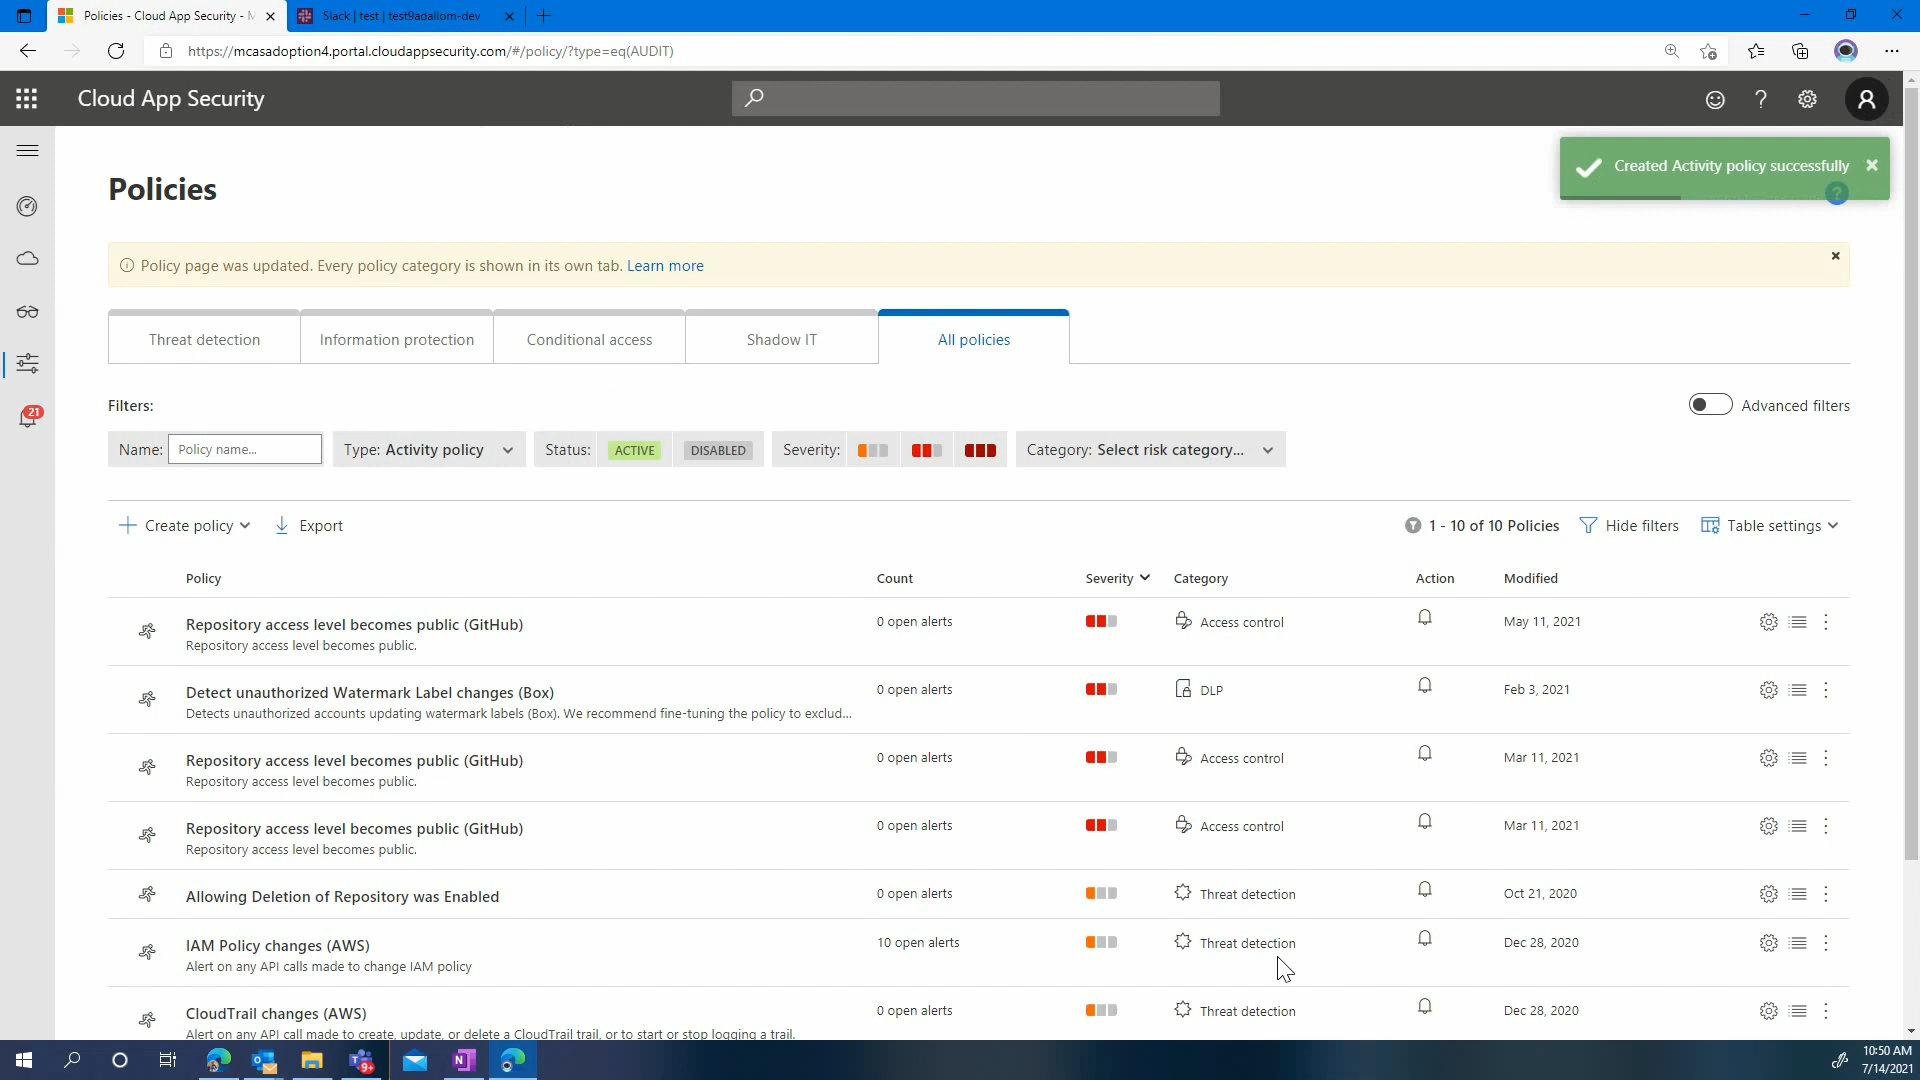 Policies - Cloud App Security - M
Slack | test | test9adallom-dev
https://mcasadoption4.portal.cloudappsecurity.com/#/policy/?type=eq(AUDIT)
Cloud App Security
Created Activity policy successfully
?
Policies
Policy page was updated. Every policy category is shown in its own tab. Learn more
Threat detection
Information protection
Conditional access
Shadow IT
All policies
Filters:
Advanced filters
Name: Policy name... Type: Activity policy Status: ACTIVE DISABLED Severity: Category: Select risk category...
Create policy Export
1 - 10 of 10 Policies Hide filters Table settings
Policy Count Severity Category Action Modified
Repository access level becomes public (GitHub) 0 open alerts Access control May 11, 2021
Repository access level becomes public.
Detect unauthorized Watermark Label changes (Box) 0 open alerts DLP Feb 3, 2021
Detects unauthorized accounts updating watermark labels (Box). We recommend fine-tuning the policy to exclud...
Repository access level becomes public (GitHub) 0 open alerts Access control Mar 11, 2021
Repository access level becomes public.
Repository access level becomes public (GitHub) 0 open alerts Access control Mar 11, 2021
Repository access level becomes public.
Allowing Deletion of Repository was Enabled 0 open alerts Threat detection Oct 21, 2020
IAM Policy changes (AWS) 10 open alerts Threat detection Dec 28, 2020
Alert on any API calls made to change IAM policy
CloudTrail changes (AWS) 0 open alerts Threat detection Dec 28, 2020
Alert on any API call made to create, update, or delete a CloudTrail trail, or to start or stop logging a trail.
21
9+
10:50 AM
7/14/2021